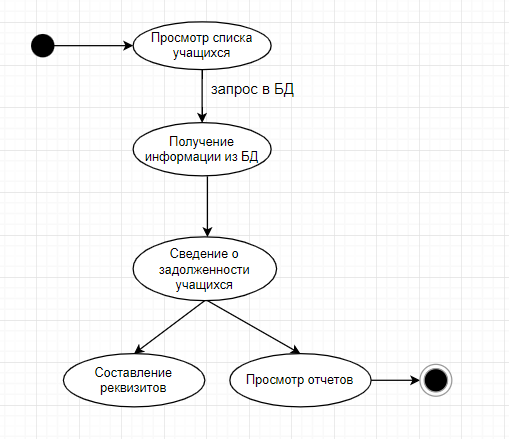 Просмотр списка
учащихся
запрос в БД
Получение
информации из БД
Сведение о
задолженности
учащихся
Составление
реквизитов
Просмотр отчетов